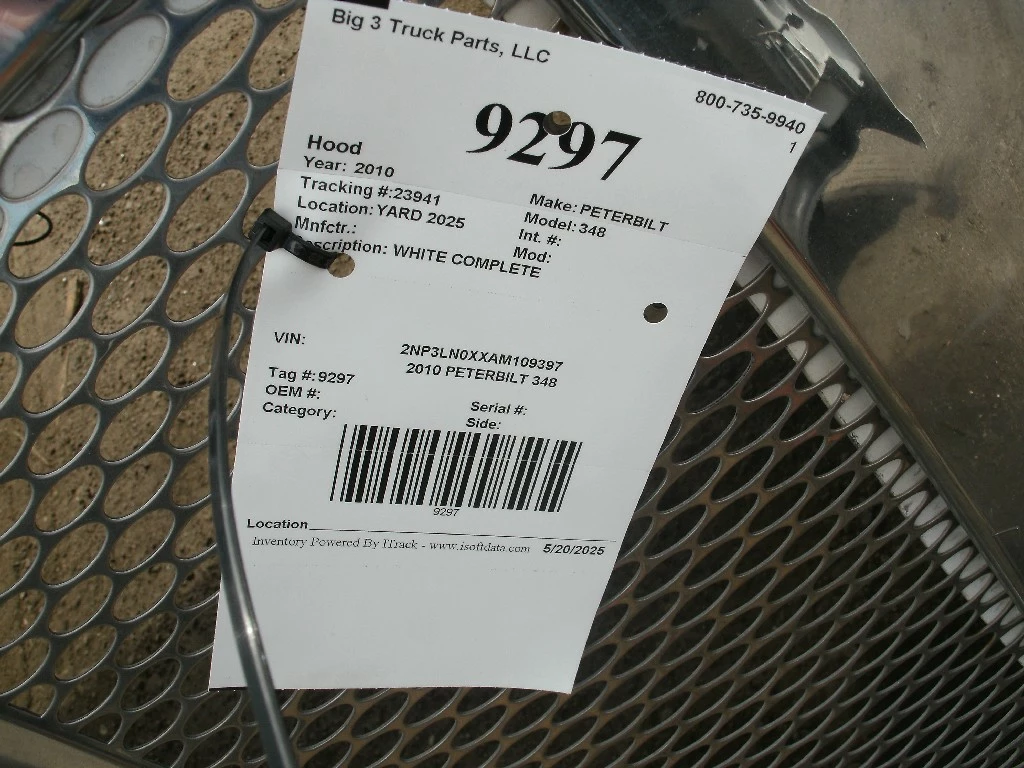 Big 3 Truck Parts, LLC
800-735-9940
1
9297
Hood
Year: 2010
Tracking #:23941
Location: YARD 2025
Mnfctr.:
scription: WHITE COMPLETE
Make: PETERBILT
Model: 348
Int. #:
Mod:
VIN:
2NP3LN0XXAM109397
2010 PETERBILT 348
Tag #: 9297
OEM #:
Category:
Serial #:
Side:
9297
Location
Inventory Powered By ITrack - www.isoftdata.com 5/20/2025